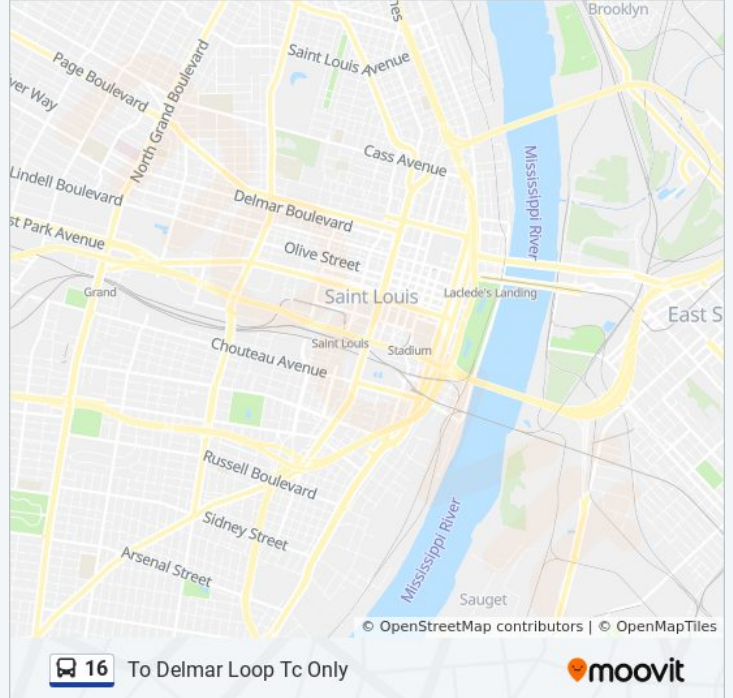 Brooklyn
nes
Saint Louis Avenue
Page Boulevard
North Grand Boulevard
ver Way
Cass Avenue
Mississippi River
Lindell Boulevard
Delmar Boulevard
st Park Avenue
Olive Street
Grand
Saint Louis
Laclede's Landing
East S
Saint Louis
Stadium
Chouteau Avenue
Russell Boulevard
Sidney Street
Mississippi River
Arsenal Street
Sauget
© OpenStreetMap contributors | © OpenMapTiles
16 To Delmar Loop Tc Only
moovit